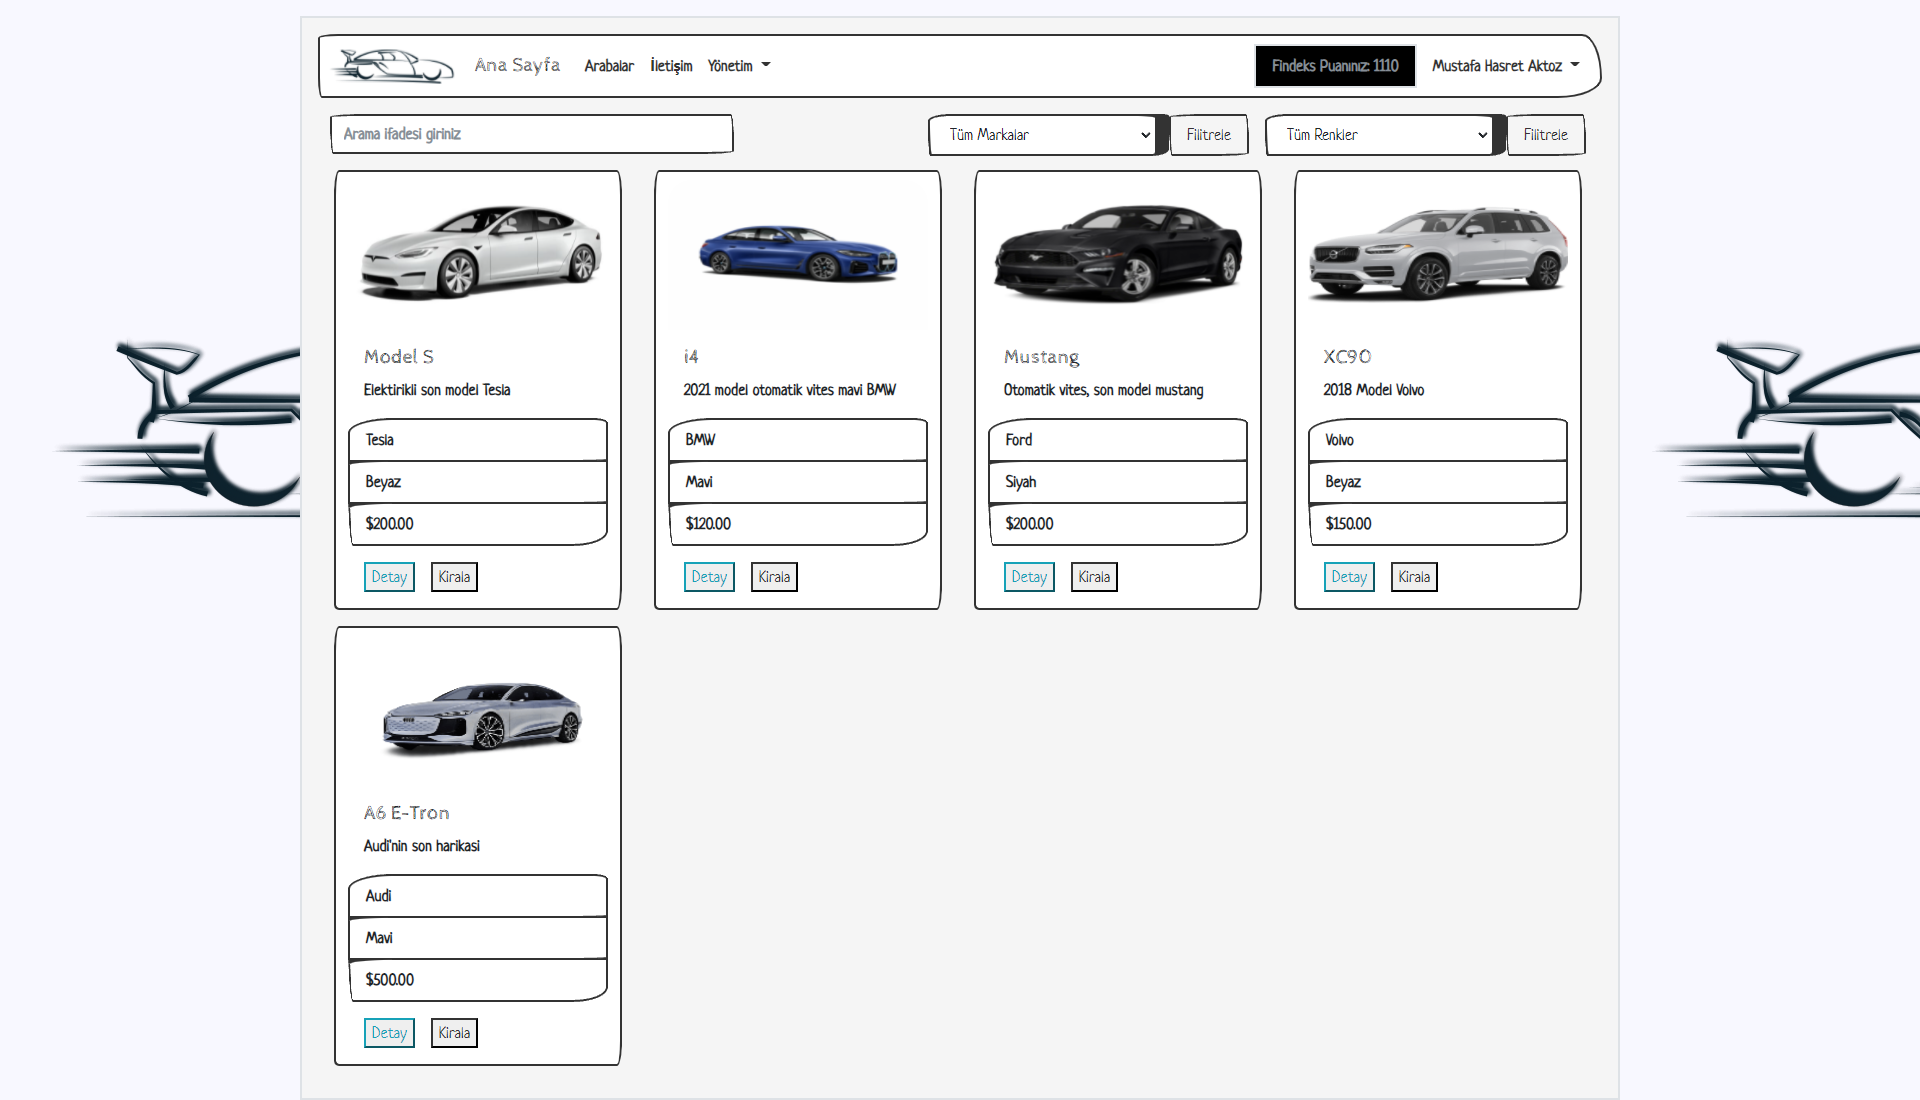 Ana Sayfa Arabalar İletişim Yönetim Findeks Puanınız: 1110 Mustafa Hasret Aktoz
Arama ifadesi giriniz Tüm Markalar Filitrele Tüm Renkler Filitrele
Model S
Elektirikli son model Tesla
Tesla
Beyaz
$200.00
Detay Kirala
i4
2021 model otomatik vites mavi BMW
BMW
Mavi
$120.00
Detay Kirala
Mustang
Otomatik vites, son model mustang
Ford
Siyah
$200.00
Detay Kirala
XC90
2018 Model Volvo
Volvo
Beyaz
$150.00
Detay Kirala
A6 E-Tron
Audi'nin son harikasi
Audi
Mavi
$500.00
Detay Kirala